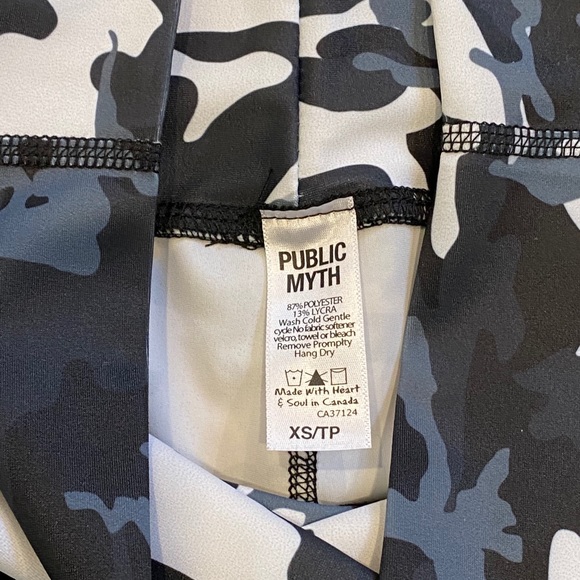 PUBLIC
MYTH
87% POLYESTER
13% LYCRA
Wash Cold Gentle
cycle No fabric softener
velcro, towel or bleach
Remove Promplty
Hang Dry
Made With Heart
& Soul in Canada
CA37124
XS/TP